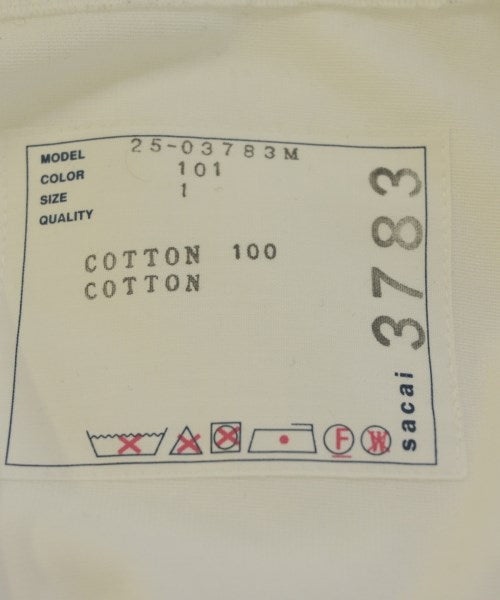 MODEL 25-03783M
COLOR 101
SIZE 1
QUALITY
COTTON 100
COTTON
F W
sacai 3783